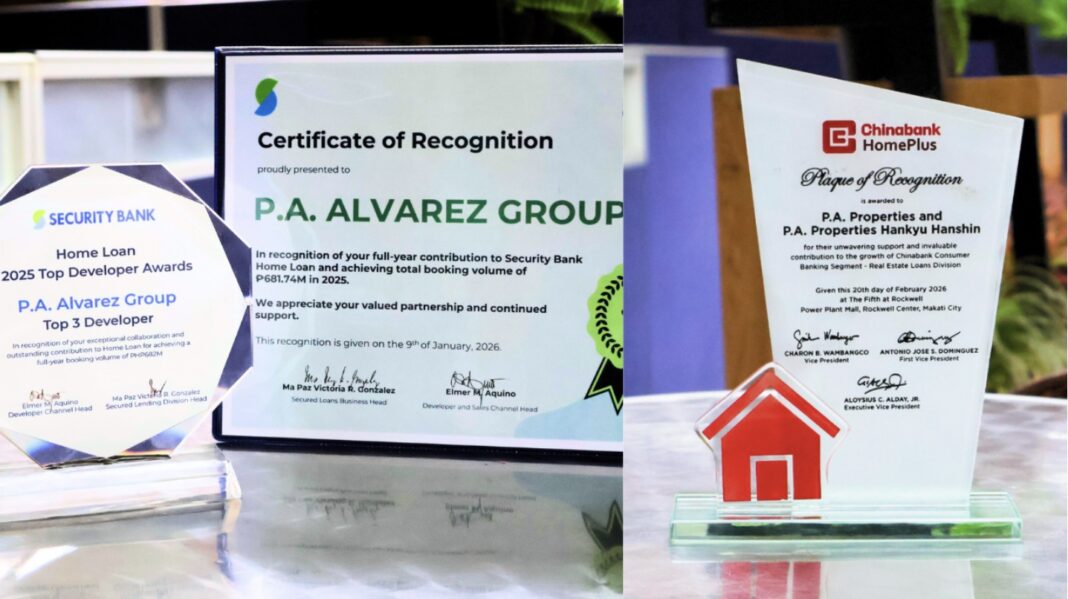 SECURITY BANK
Home Loan
2025 Top Developer Awards
P.A. Alvarez Group
Top 3 Developer
In recognition of your exceptional collaboration and
outstanding contribution to Home Loan for achieving a
full-year booking volume of PHP682M
Elmer M. Aquino
Developer Channel Head
Ma Paz Victoria R. Gonzalez
Secured Lending Division Head
Certificate of Recognition
proudly presented to
P.A. ALVAREZ GROUP
In recognition of your full-year contribution to Security Bank
Home Loan and achieving total booking volume of
₱681.74M in 2025.
We appreciate your valued partnership and continued
support.
This recognition is given on the 9th of January, 2026.
Ma Paz Victoria R. Gonzalez
Secured Loans Business Head
Elmer M. Aquino
Developer and Sales Channel Head
Chinabank
HomePlus
Plaque of Recognition
is awarded to
P.A. Properties and
P.A. Properties Hankyu Hanshin
for their unwavering support and invaluable
contribution to the growth of Chinabank Consumer
Banking Segment - Real Estate Loans Division
Given this 20th day of February 2026
at The Fifth at Rockwell
Power Plant Mall, Rockwell Center, Makati City
CHARON B. WAMBANGCO
Vice President
ANTONIO JOSE S. DOMINGUEZ
First Vice President
ALOYSIUS C. ALDAY, JR.
Executive Vice President